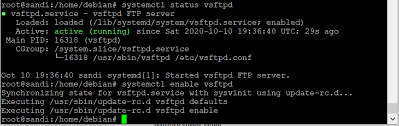 root@sandi:/home/debian# systemctl status vsftpd
● vsftpd.service - vsftpd FTP server
Loaded: loaded (/lib/systemd/system/vsftpd.service; enabled)
Active: active (running) since Sat 2020-10-10 19:36:40 UTC; 29s ago
Main PID: 16318 (vsftpd)
CGroup: /system.slice/vsftpd.service
└─16318 /usr/sbin/vsftpd /etc/vsftpd.conf
Oct 10 19:36:40 sandi systemd[1]: Started vsftpd FTP server.
root@sandi:/home/debian# systemctl enable vsftpd
Synchronizing state for vsftpd.service with sysvinit using update-rc.d...
Executing /usr/sbin/update-rc.d vsftpd defaults
Executing /usr/sbin/update-rc.d vsftpd enable
root@sandi:/home/debian#